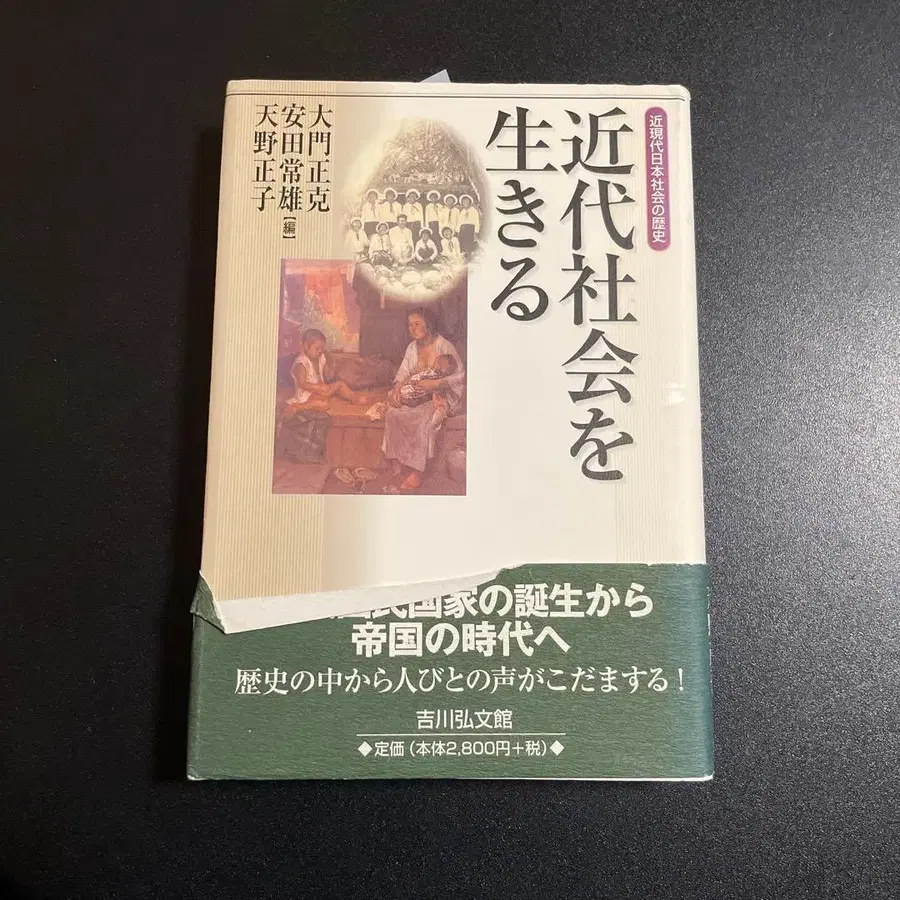 近現代日本社会の歴史
近代社会を
生きる
大門正克
安田常雄
天野正子
【編】
民国家の誕生から
帝国の時代へ
歴史の中から人びとの声がこだまする!
吉川弘文館
◆定価(本体2,800円+税)◆